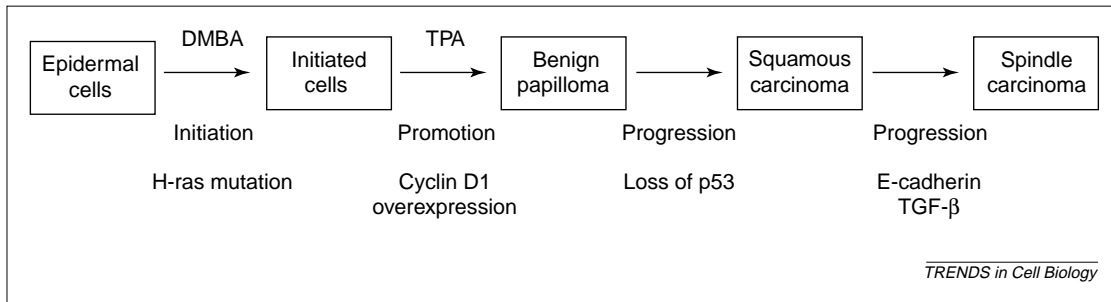 DMBA
TPA
Epidermal
cells
Initiated
cells
Benign
papilloma
Squamous
carcinoma
Spindle
carcinoma
Initiation
Promotion
Progression
Progression
H-ras mutation
Cyclin D1
overexpression
Loss of p53
E-cadherin
TGF-β
TRENDS in Cell Biology